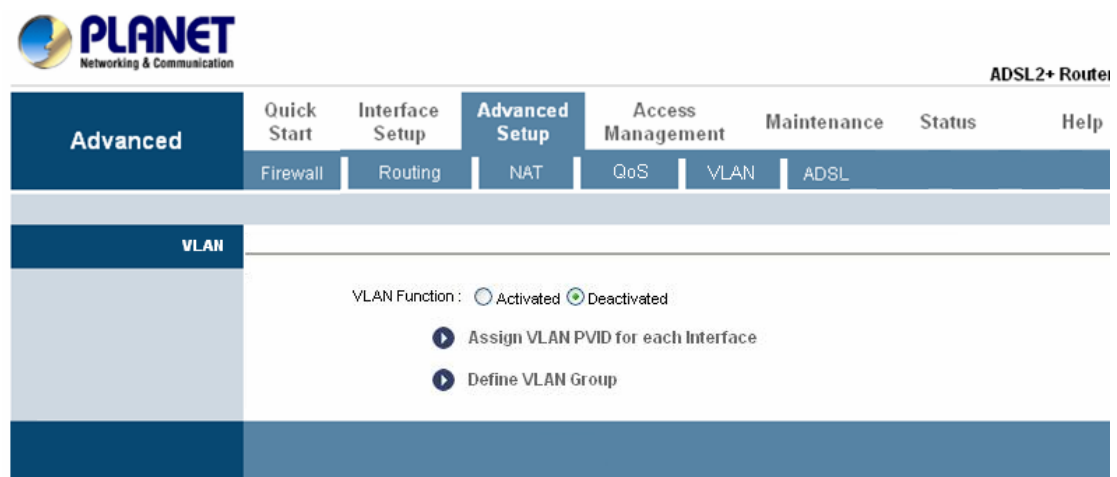 PLANET
Networking & Communication
ADSL2+ Router
Advanced
Quick Start
Interface Setup
Advanced Setup
Access Management
Maintenance
Status
Help
Firewall
Routing
NAT
QoS
VLAN
ADSL
VLAN
VLAN Function : Activated Deactivated
Assign VLAN PVID for each Interface
Define VLAN Group